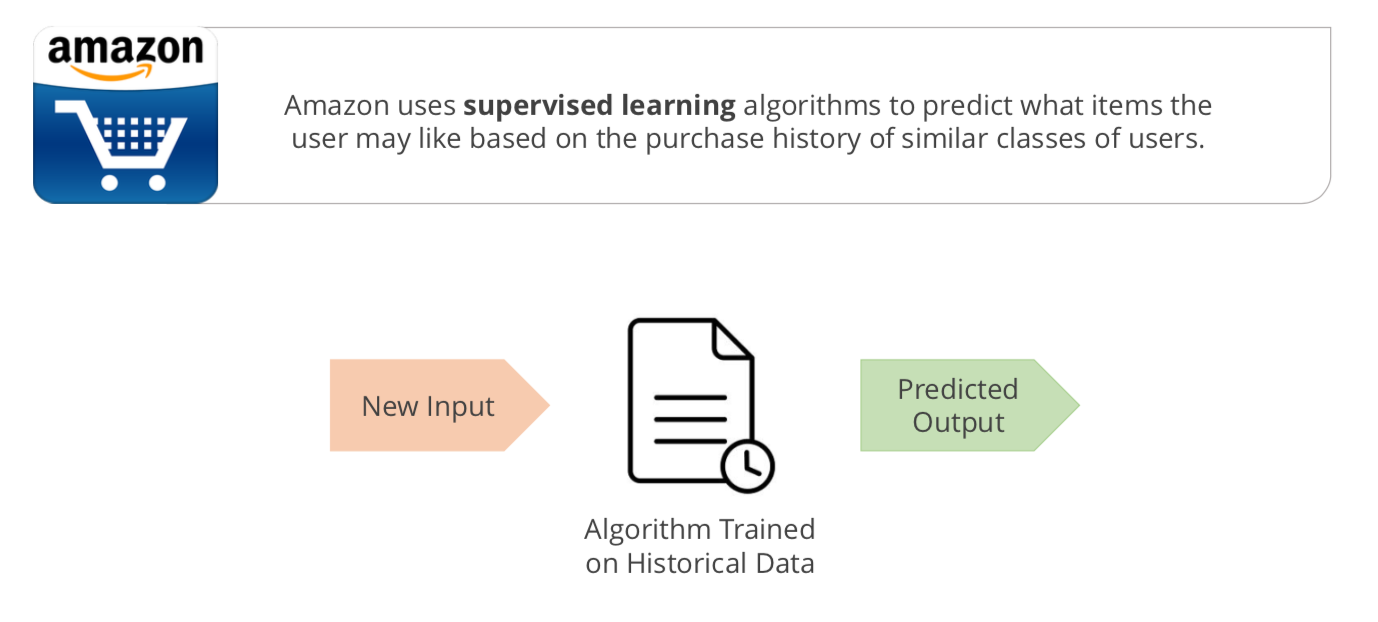 amazon
Amazon uses supervised learning algorithms to predict what items the
user may like based on the purchase history of similar classes of users.
New Input
Predicted
Output
Algorithm Trained
on Historical Data